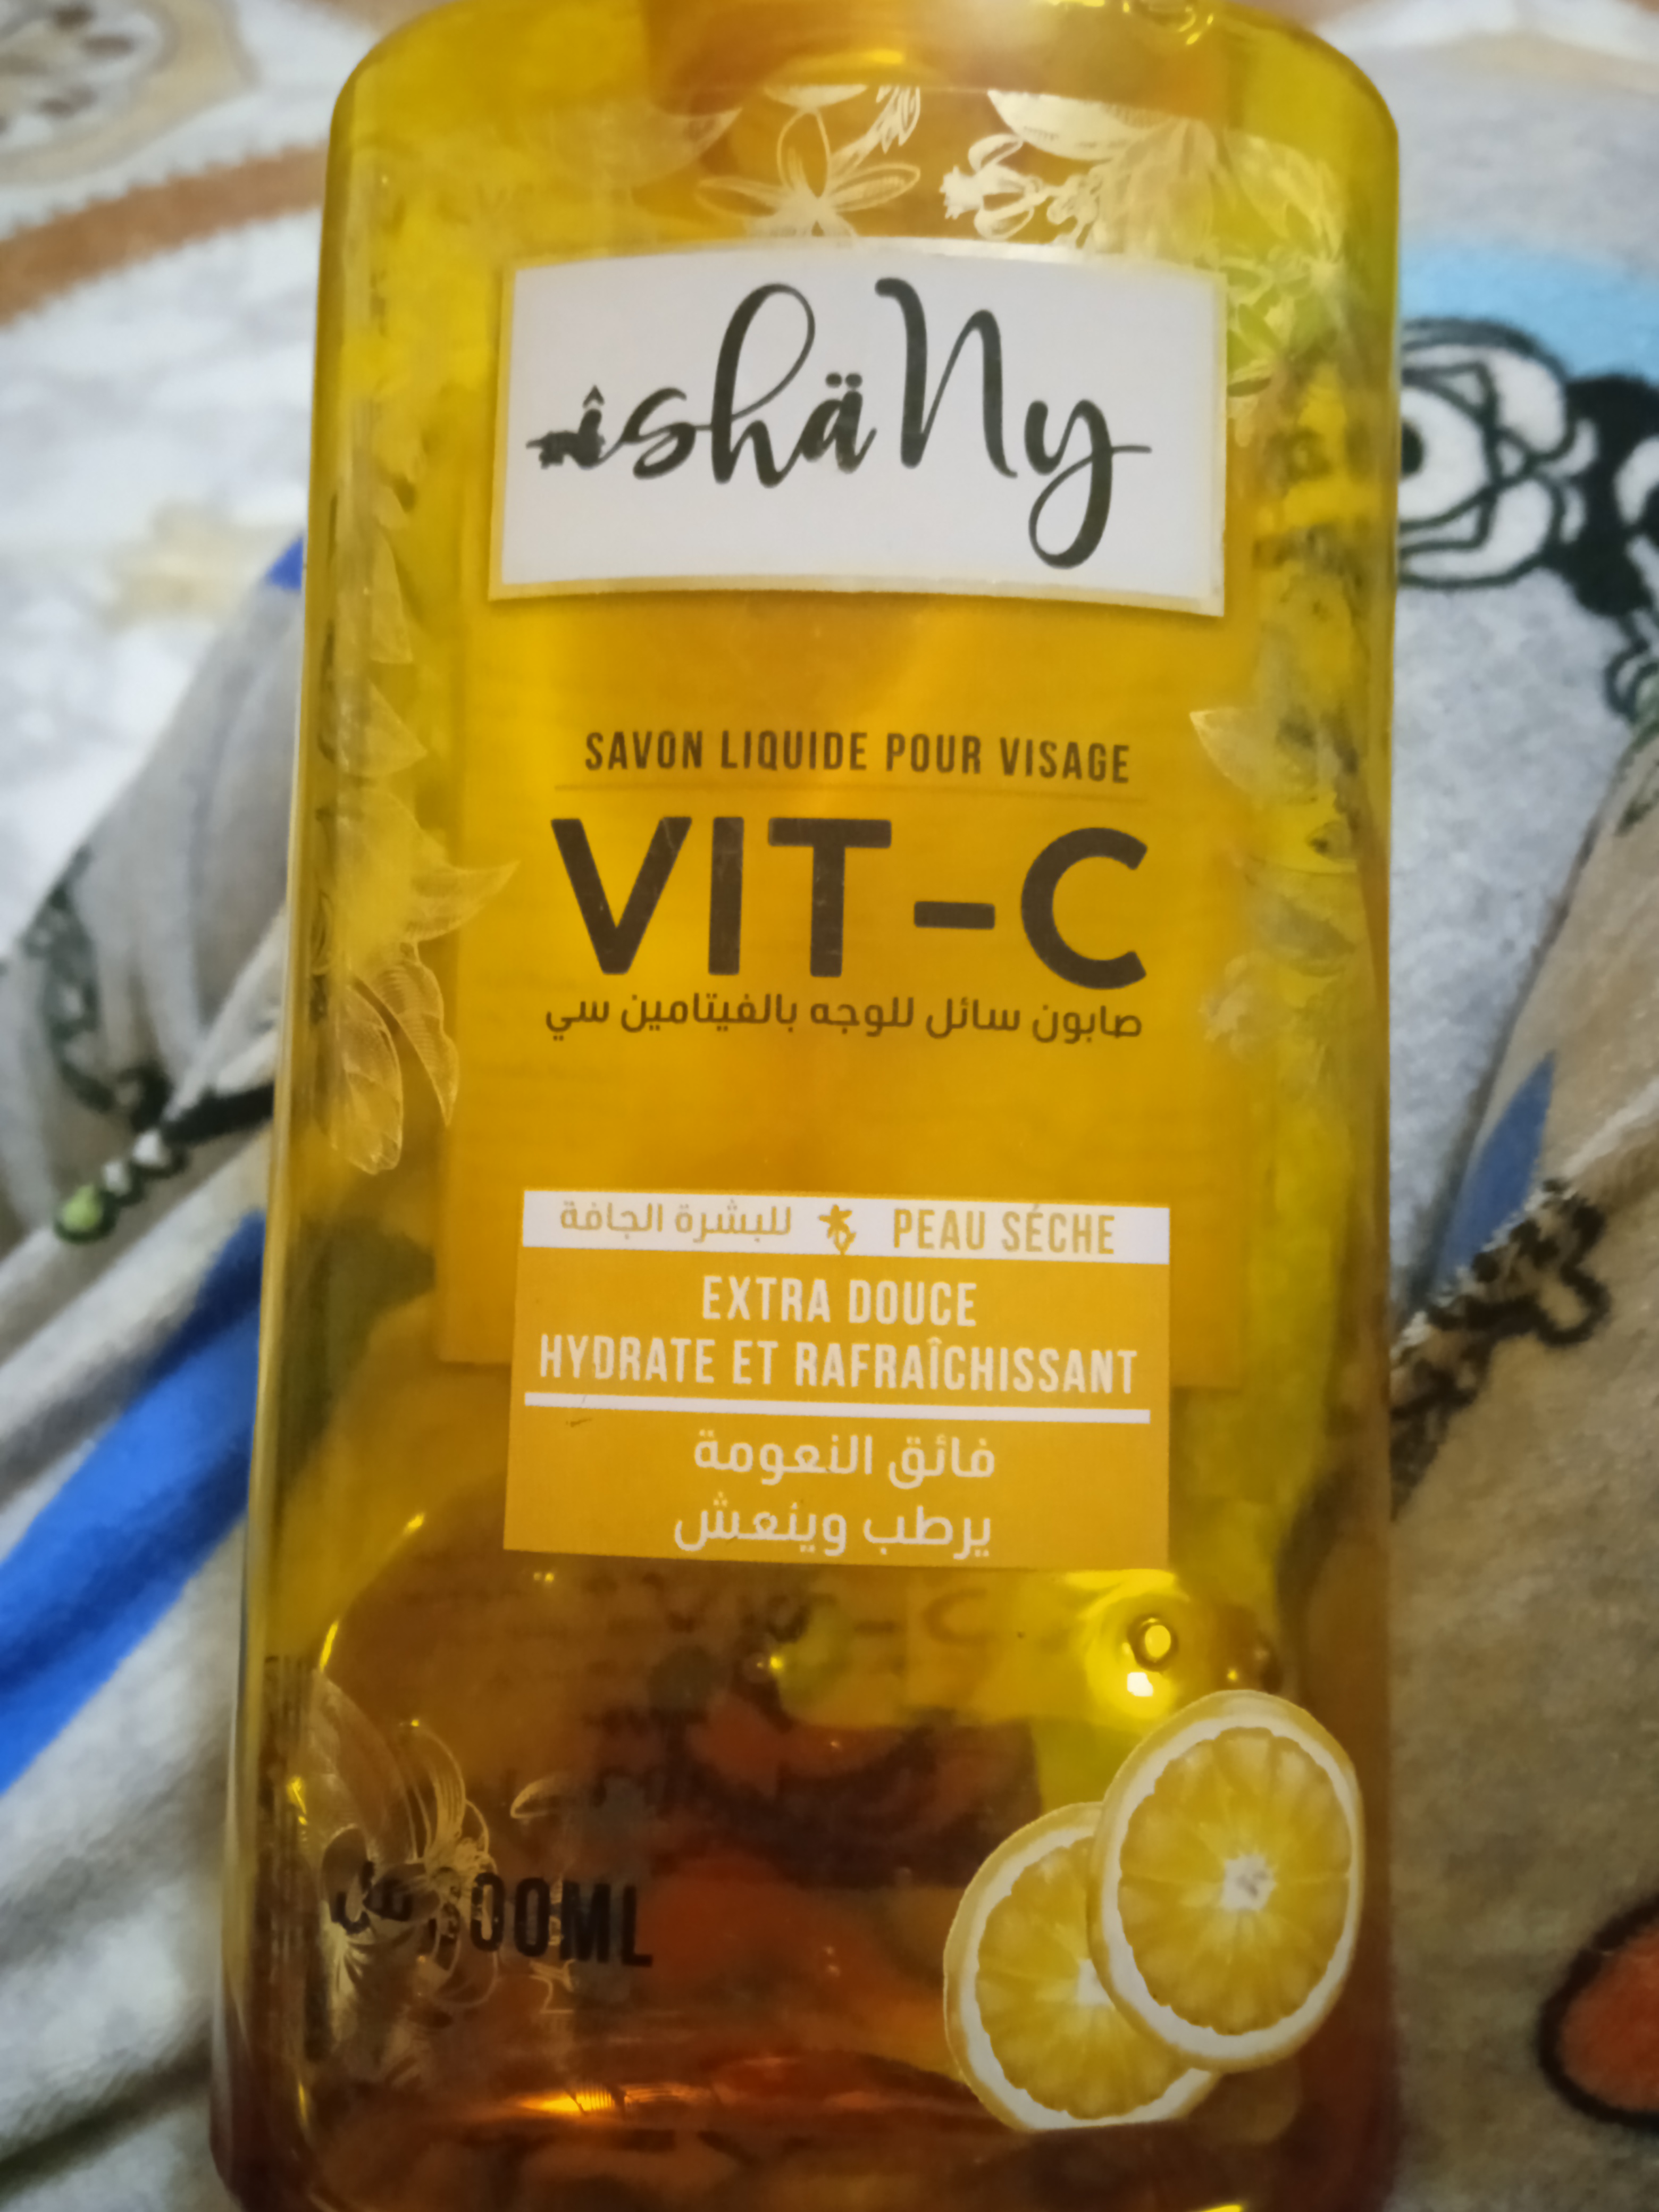 îshäNy
SAVON LIQUIDE POUR VISAGE
VIT-C
صابون سائل للوجه بالفيتامين سي
للبشرة الجافة PEAU SÉCHE
EXTRA DOUCE
HYDRATE ET RAFRAÎCHISSANT
فائق النعومة
يرطب وينعش